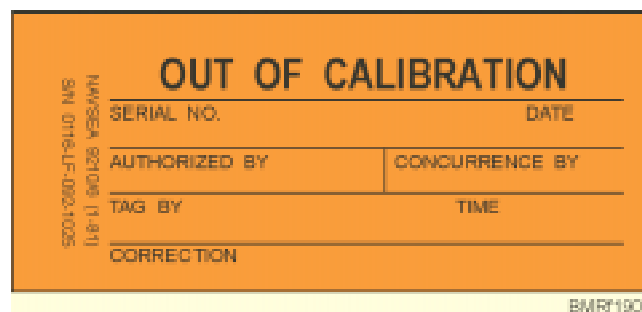 OUT OF CALIBRATION
SERIAL NO. DATE
AUTHORIZED BY CONCURRENCE BY
TAG BY TIME
CORRECTION
NAVSEA 9210/6 (1-91)
S/N 0116-LF-092-1025
BMRf190